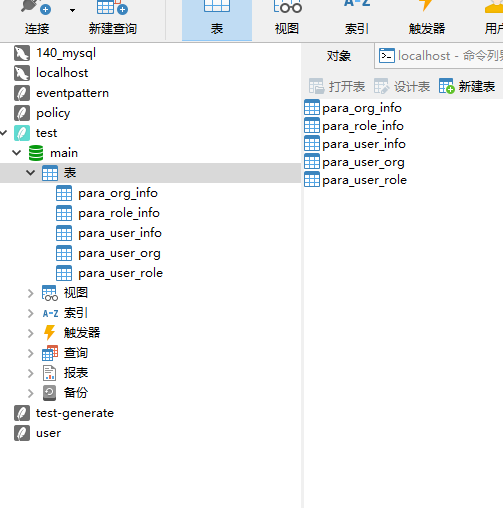 连接
新建查询
表
视图
索引
触发器
用户
140_mysql
localhost
eventpattern
policy
test
main
表
para_org_info
para_role_info
para_user_info
para_user_org
para_user_role
视图
A-Z 索引
触发器
查询
报表
备份
test-generate
user
对象
localhost - 命令列
打开表
设计表
新建表
para_org_info
para_role_info
para_user_info
para_user_org
para_user_role